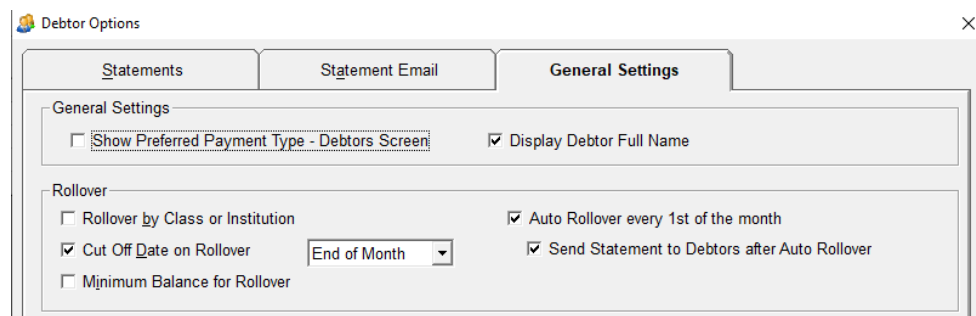 Debtor Options
Statements
Statement Email
General Settings
General Settings
Show Preferred Payment Type - Debtors Screen
Display Debtor Full Name
Rollover
Rollover by Class or Institution
Auto Rollover every 1st of the month
Cut Off Date on Rollover
End of Month
Send Statement to Debtors after Auto Rollover
Minimum Balance for Rollover